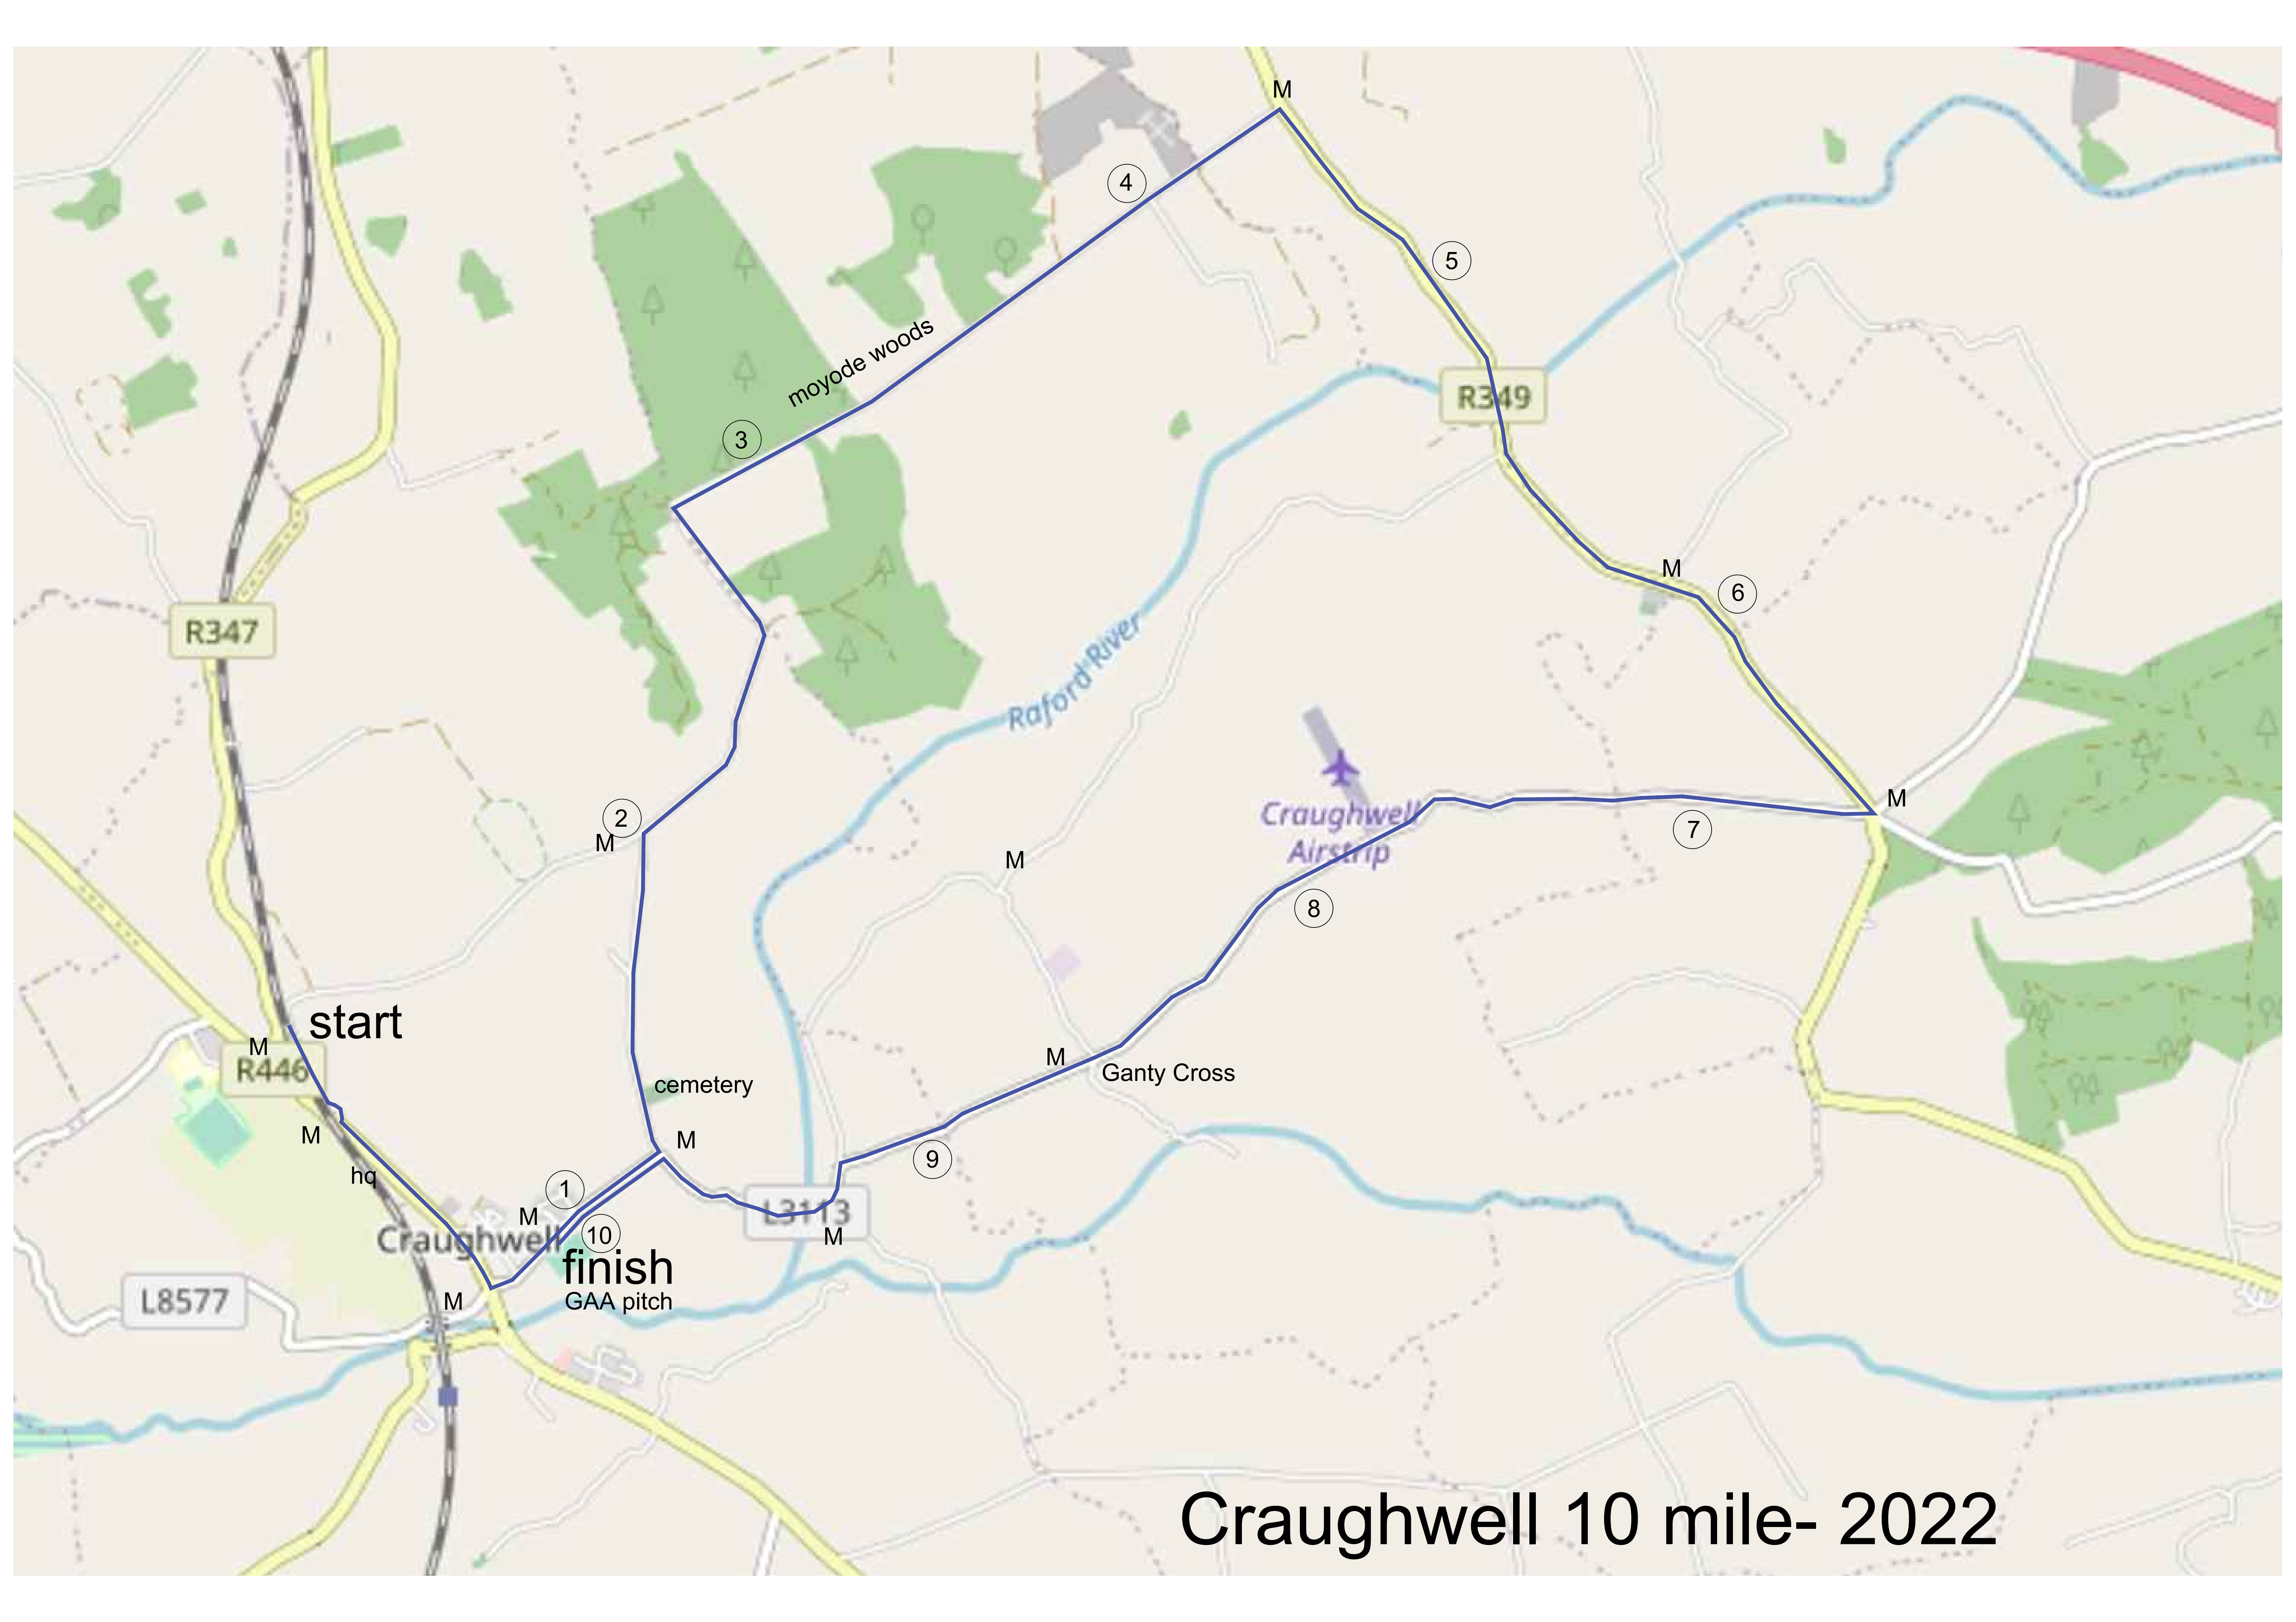 M
4
5
moyode woods
R349
3
M
6
R347
Raford River
M
Craughwell
Airstrip
7
2
M
M
8
start
M
R446
M
Ganty Cross
cemetery
M
M
9
hq
1
M
L3113
10
M
Craughwell
finish
GAA pitch
L8577
M
Craughwell 10 mile- 2022